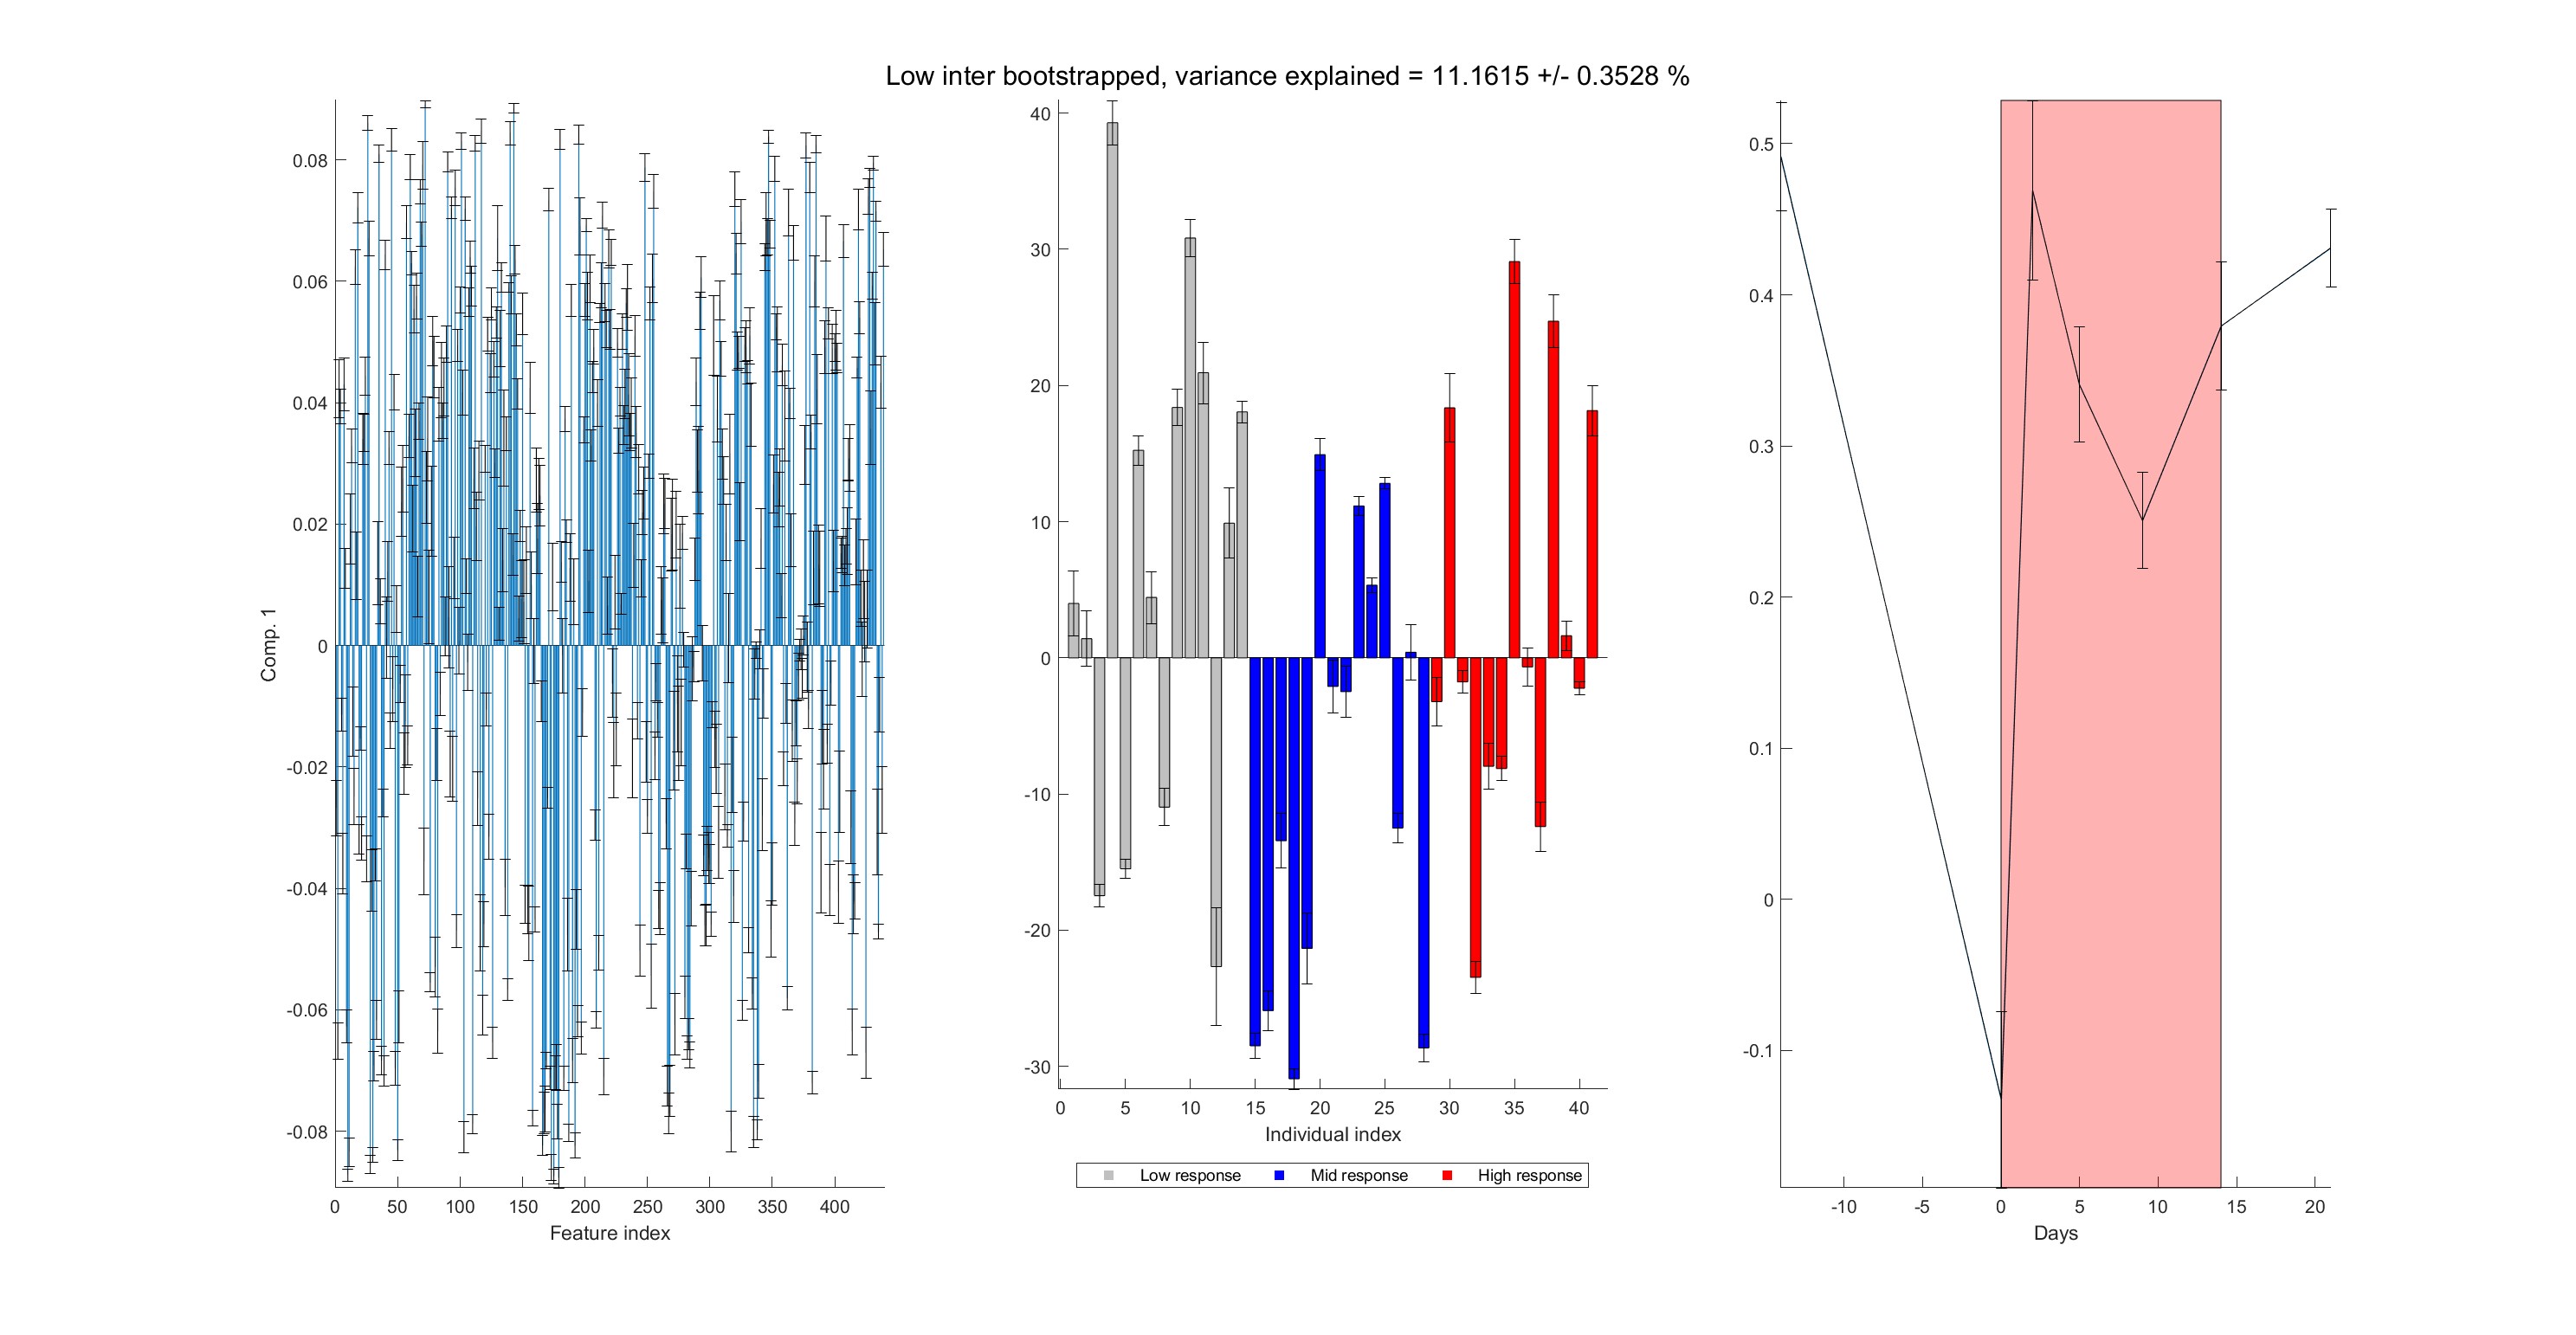 Low inter bootstrapped, variance explained = 11.1615 +/- 0.3528 %
Comp. 1
0.08
0.06
0.04
0.02
0
-0.02
-0.04
-0.06
-0.08
0 50 100 150 200 250 300 350 400
Feature index
40
30
20
10
0
-10
-20
-30
0 5 10 15 20 25 30 35 40
Individual index
Low response Mid response High response
0.5
0.4
0.3
0.2
0.1
0
-0.1
-10 -5 0 5 10 15 20
Days